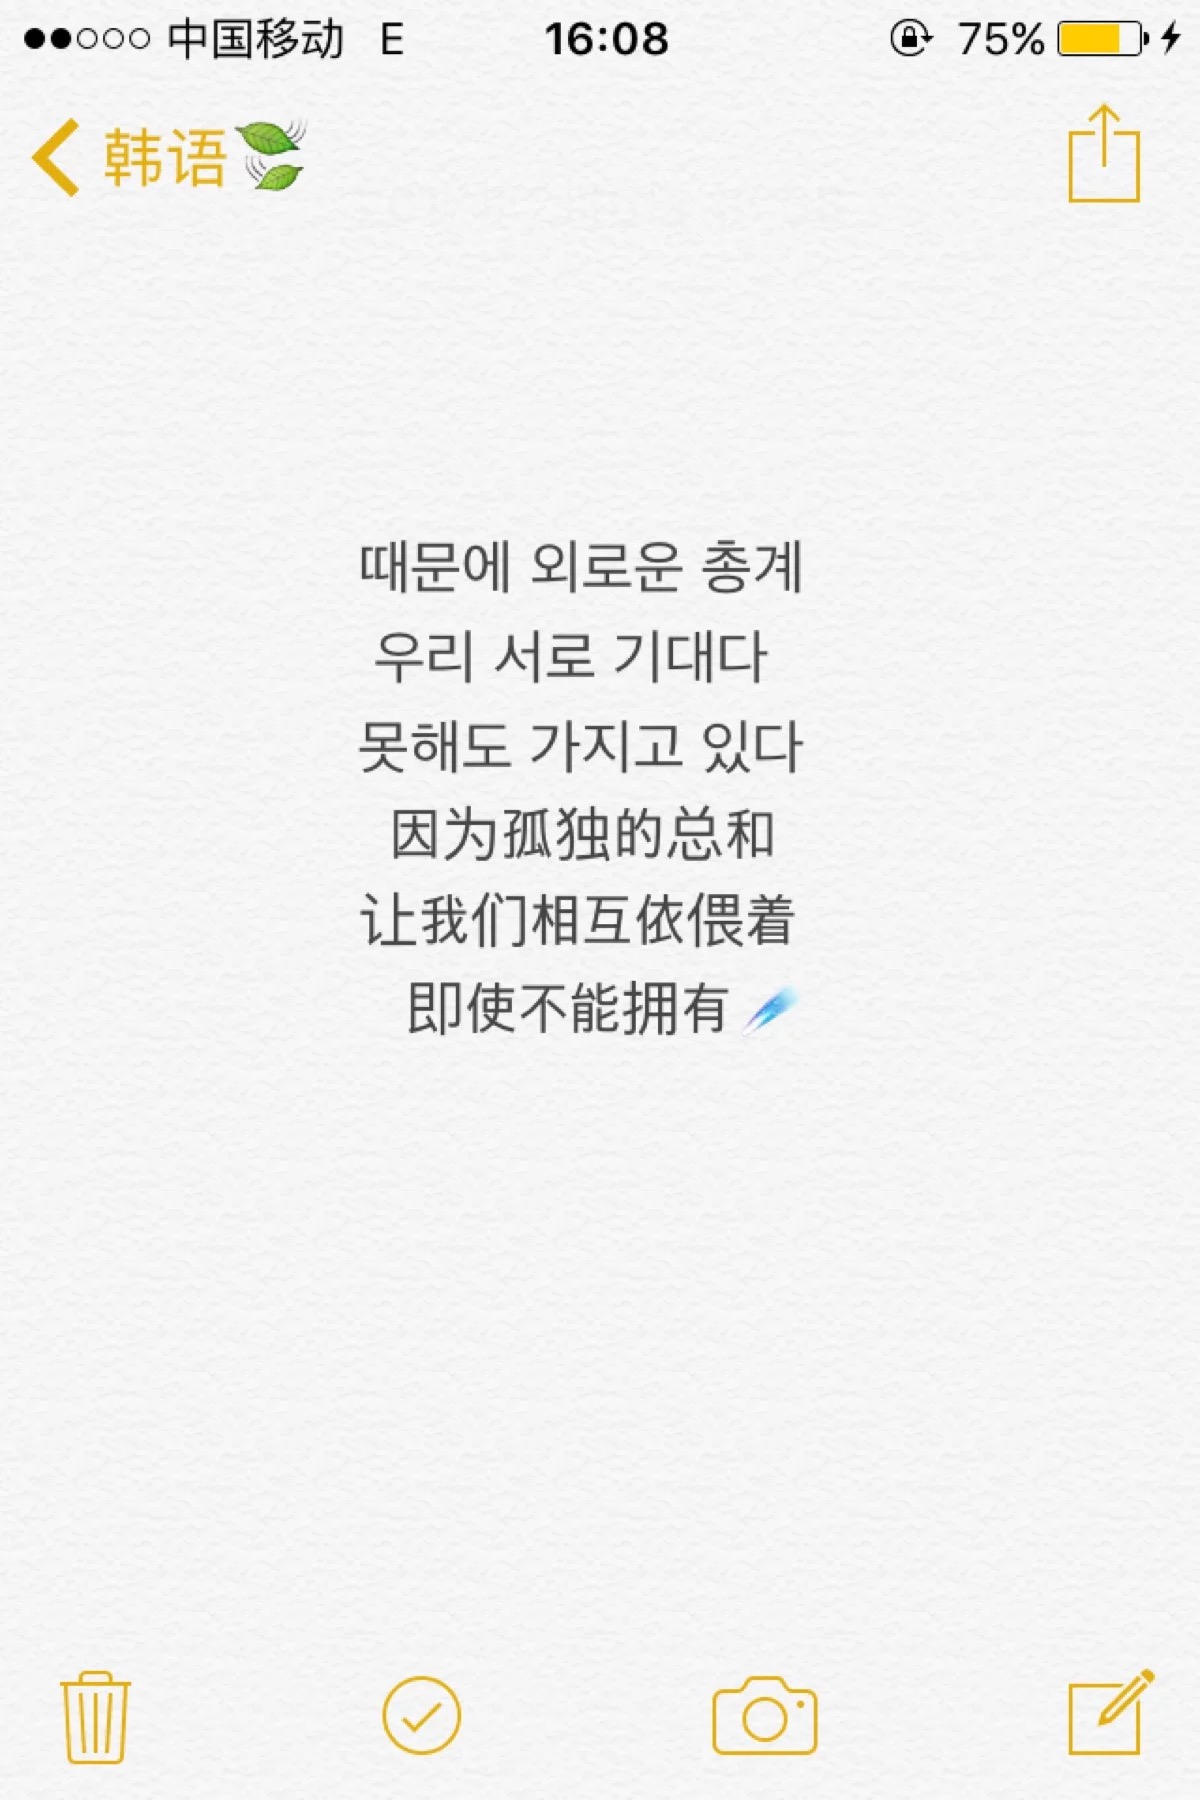 中国移动 E 16:08 75%
韩语🍃
때문에 외로운 총계
우리 서로 기대다
못해도 가지고 있다
因为孤独的总和
让我们相互依偎着
即使不能拥有